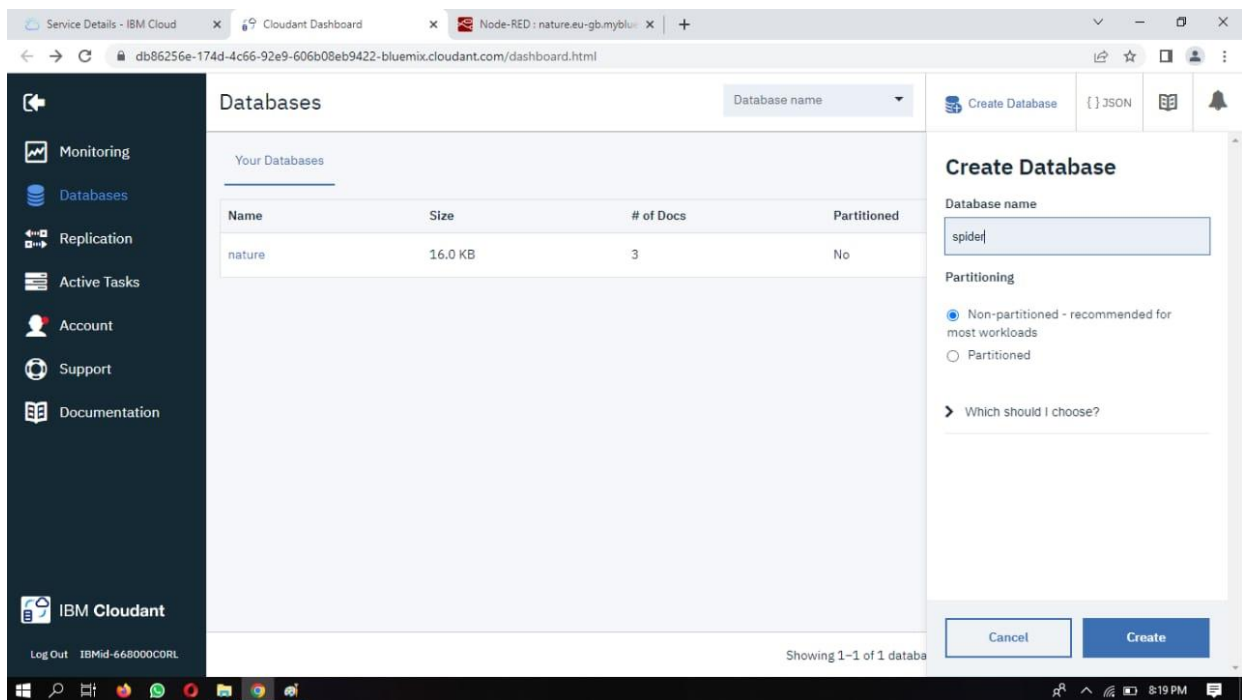 Service Details - IBM Cloud
Cloudant Dashboard
Node-RED : nature.eu-gb.myblue
db86256e-174d-4c66-92e9-606b08eb9422-bluemix.cloudant.com/dashboard.html
Databases
Database name
Create Database
{ } JSON
Monitoring
Databases
Replication
Active Tasks
Account
Support
Documentation
IBM Cloudant
Log Out IBMid-668000C0RL
Your Databases
Name Size # of Docs Partitioned
nature 16.0 KB 3 No
Showing 1–1 of 1 databa
Create Database
Database name
spider
Partitioning
Non-partitioned - recommended for
most workloads
Partitioned
Which should I choose?
Cancel
Create
8:19 PM